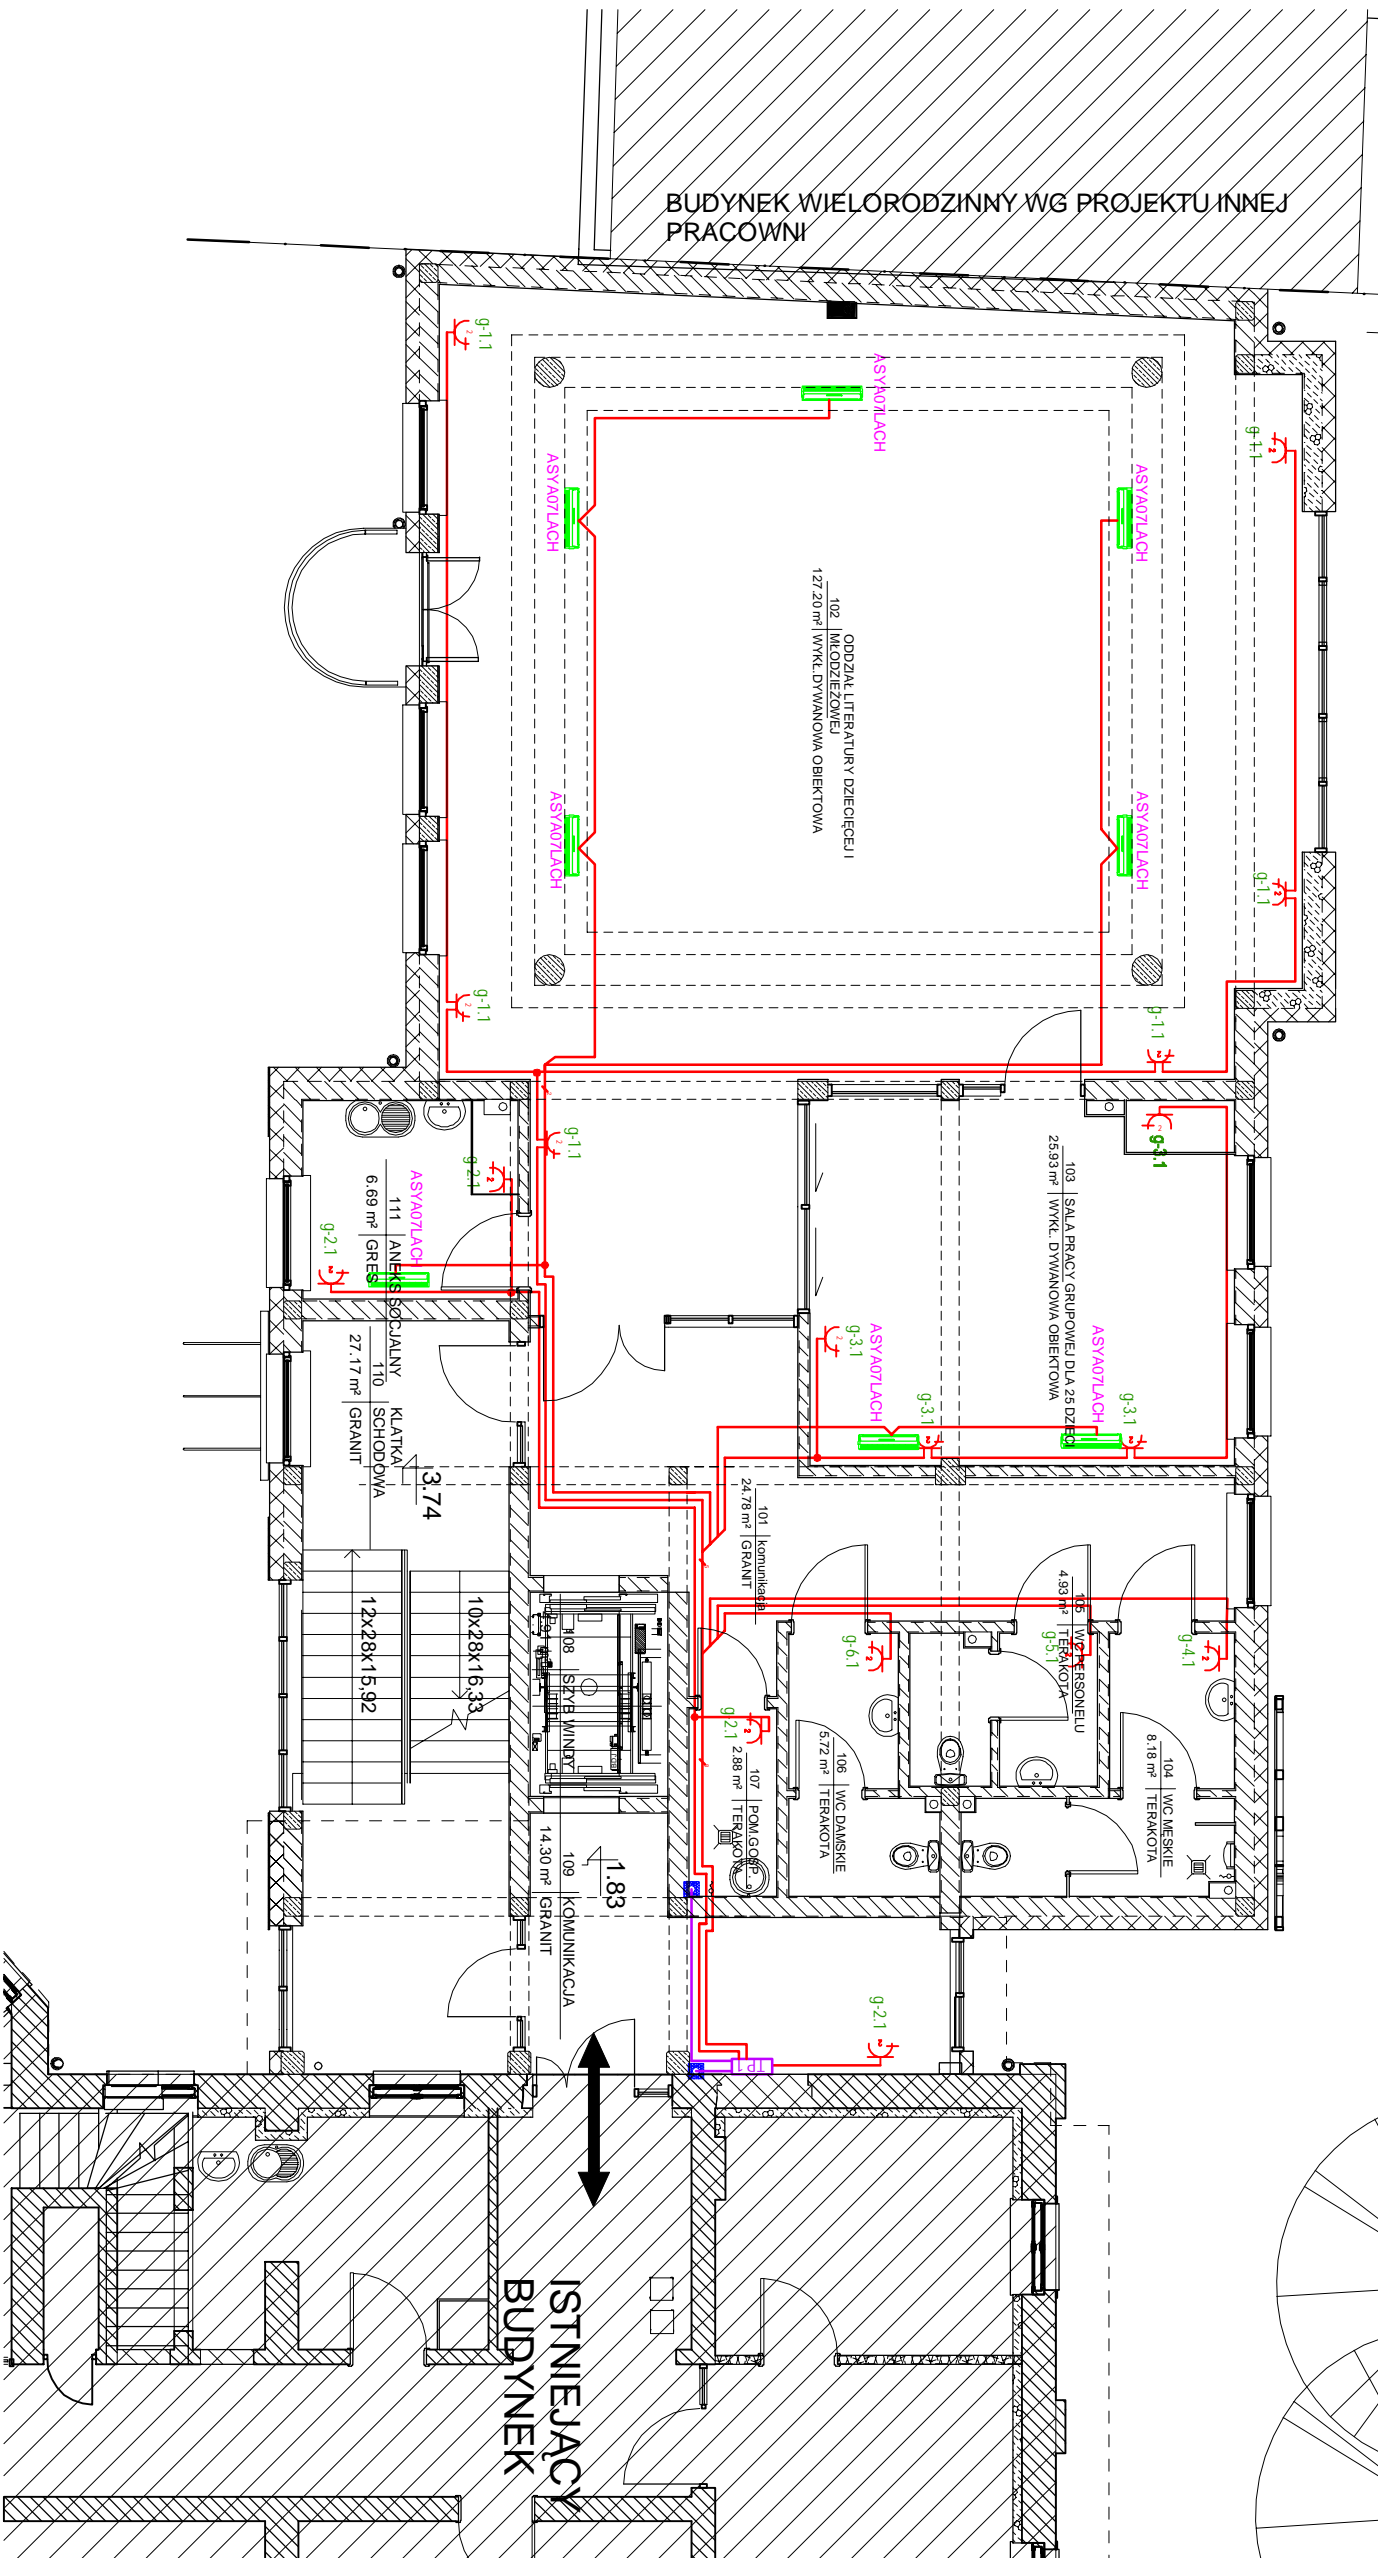 BUDYNEK WIELORODZINNY WG PROJEKTU INNEJ
PRACOWNI
g-1.1
ASYA07LACH
g-1.1
ASYA07LACH
ASYA07LACH
102
ODDZIAŁ LITERATURY DZIECIĘCEJ I
MŁODZIEŻOWEJ
127.20 m² WYKŁ.DYWANOWA OBIEKTOWA
ASYA07LACH
ASYA07LACH
g-1.1
g-1.1
g-1.1
g-1.1
g-2.1
g-3.1
103 SALA PRACY GRUPOWEJ DLA 25 DZIECI
25.93 m² WYKŁ. DYWANOWA OBIEKTOWA
ASYA07LACH
111 ANEKS SOCJALNY
6.69 m² GRES
g-2.1
g-3.1
ASYA07LACH
g-3.1
ASYA07LACH
g-3.1
110 KLATKA
SCHODOWA
27.17 m² GRANIT
3.74
101 komunikacja
24.78 m² GRANIT
12x28x15,92
10x28x16,33
108 SZYB WINDY
g-6.1
105 WC PERSONELU
4.93 m² TERAKOTA
g-5.1
g-4.1
g-2.1
107 POM.GOSP
2.88 m² TERAKOTA
106 WC DAMSKIE
5.72 m² TERAKOTA
104 WC MĘSKIE
8.18 m² TERAKOTA
109 KOMUNIKACJA
14.30 m² GRANIT
1.83
g-2.1
TP1
ISTNIEJĄCY
BUDYNEK